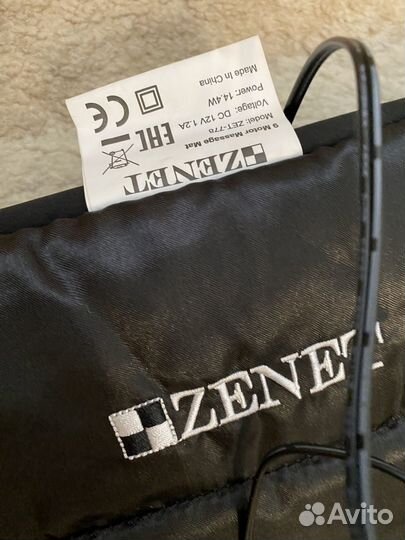 ZENET
9 Motor Massage Mat
Model: ZET-778
Voltage: DC 12V 1.2A
Power: 14.4W
Made in China
EAC
CE
ZENET
Avito